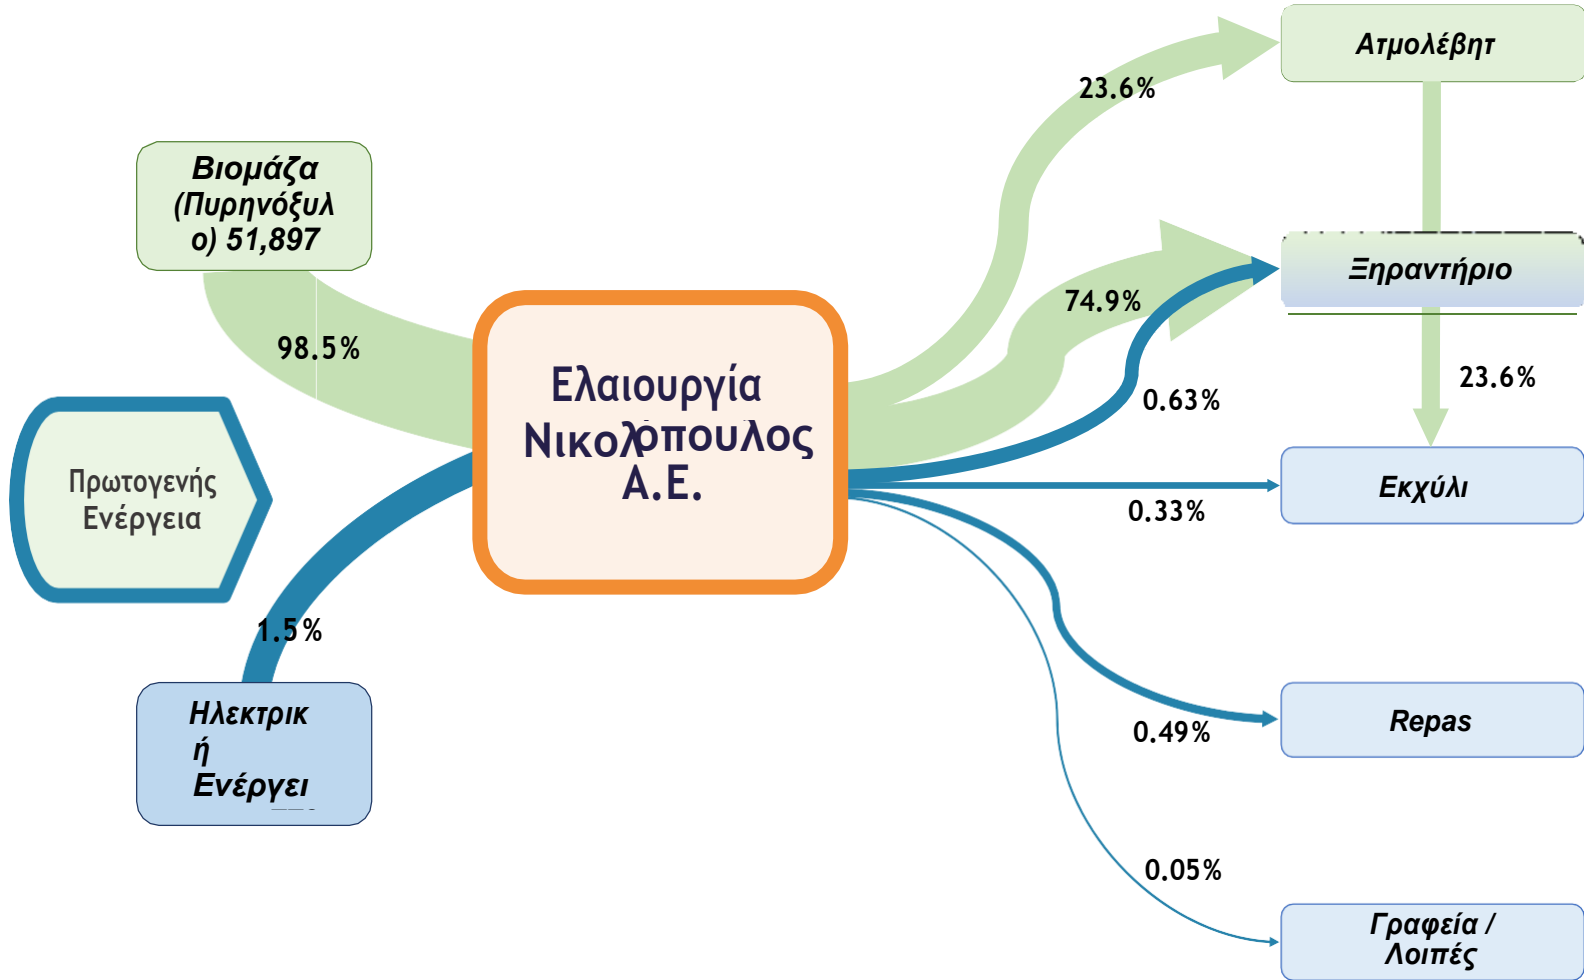 Ατμολέβητ
23.6%
Βιομάζα
(Πυρηνόξυλ
ο) 51,897
98.5%
Ξηραντήριο
74.9%
0.63%
23.6%
Ελαιουργία
Νικολόπουλος
Α.Ε.
Πρωτογενής
Ενέργεια
Εκχύλι
0.33%
1.5%
Ηλεκτρικ
ή
Ενέργει
Repas
0.49%
0.05%
Γραφεία /
Λοιπές